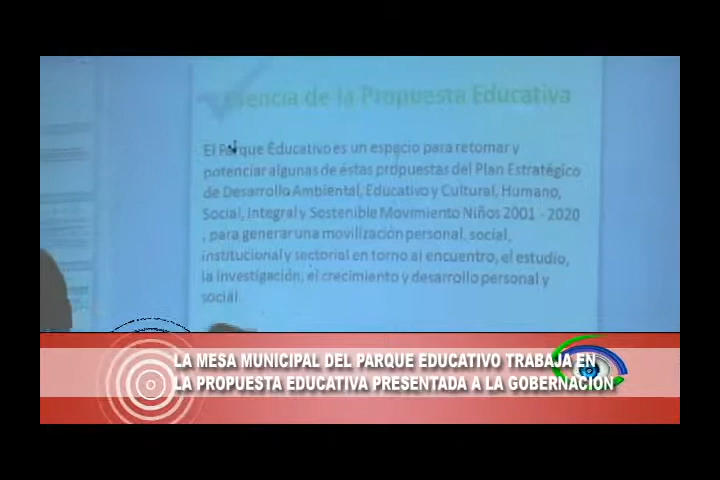 encia de la Propuesta Educativa
El Parque Educativo es un espacio para retomar y
potenciar algunas de éstas propuestas del Plan Estratégico
de Desarrollo Ambiental, Educativo y Cultural, Humano,
Social, Integral y Sostenible Movimiento Niños 2001 - 2020
, para generar una movilización personal, social,
institucional y sectorial en torno al encuentro, el estudio,
la investigación, el crecimiento y desarrollo personal y
social
LA MESA MUNICIPAL DEL PARQUE EDUCATIVO TRABAJA EN
LA PROPUESTA EDUCATIVA PRESENTADA A LA GOBERNACIÓN